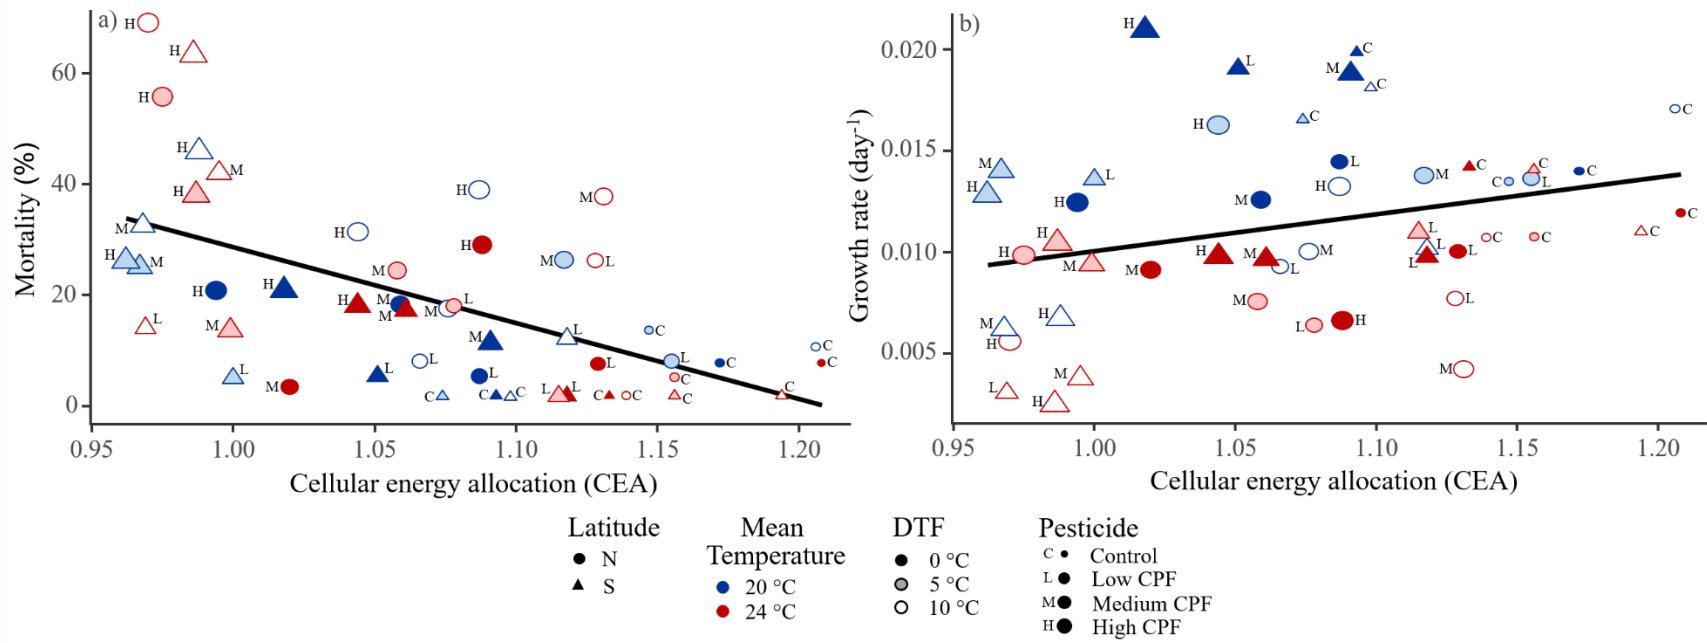 a)
Mortality (%)
60
40
20
0
0.95 1.00 1.05 1.10 1.15 1.20
Cellular energy allocation (CEA)
H
H
H
H
M
H
M
H
M
L
M
L
H
H
M
H
M
H
M
M
M
L
L
L
H
M
M
L
L
M
L
L
L
L
C
C
C
C
C
C
C
C
C
C
C
b)
Growth rate (day-1)
0.020
0.015
0.010
0.005
0.95 1.00 1.05 1.10 1.15 1.20
Cellular energy allocation (CEA)
H
L
M
C
C
C
C
H
M
H
L
H
M
L
H
M
C
L
C
C
C
C
H
H
M
M
H
M
L
M
L
L
L
C
C
C
M
L
H
L
M
H
H
M
L
M
H
Latitude
N
S
Mean
Temperature
20 °C
24 °C
DTF
0 °C
5 °C
10 °C
Pesticide
C Control
L Low CPF
M Medium CPF
H High CPF